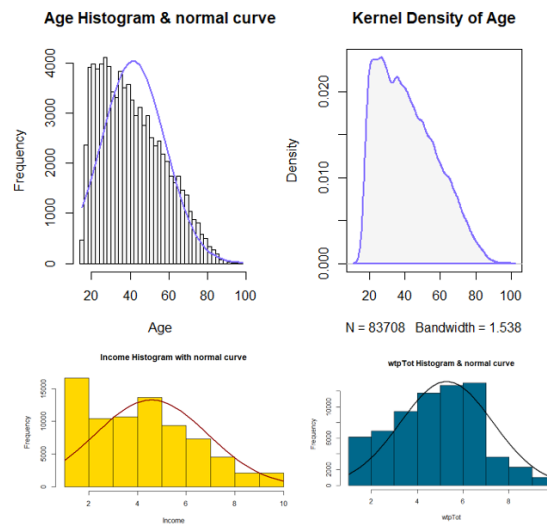 Age Histogram & normal curve
Frequency
0 1000 2000 3000 4000
20 40 60 80 100
Age
Kernel Density of Age
Density
0.000 0.010 0.020
20 40 60 80 100
N = 83708 Bandwidth = 1.538
Income Histogram with normal curve
Frequency
0 5000 10000 15000
2 4 6 8 10
Income
wtpTot Histogram & normal curve
Frequency
0 2000 6000 10000
2 4 6 8
wtpTot